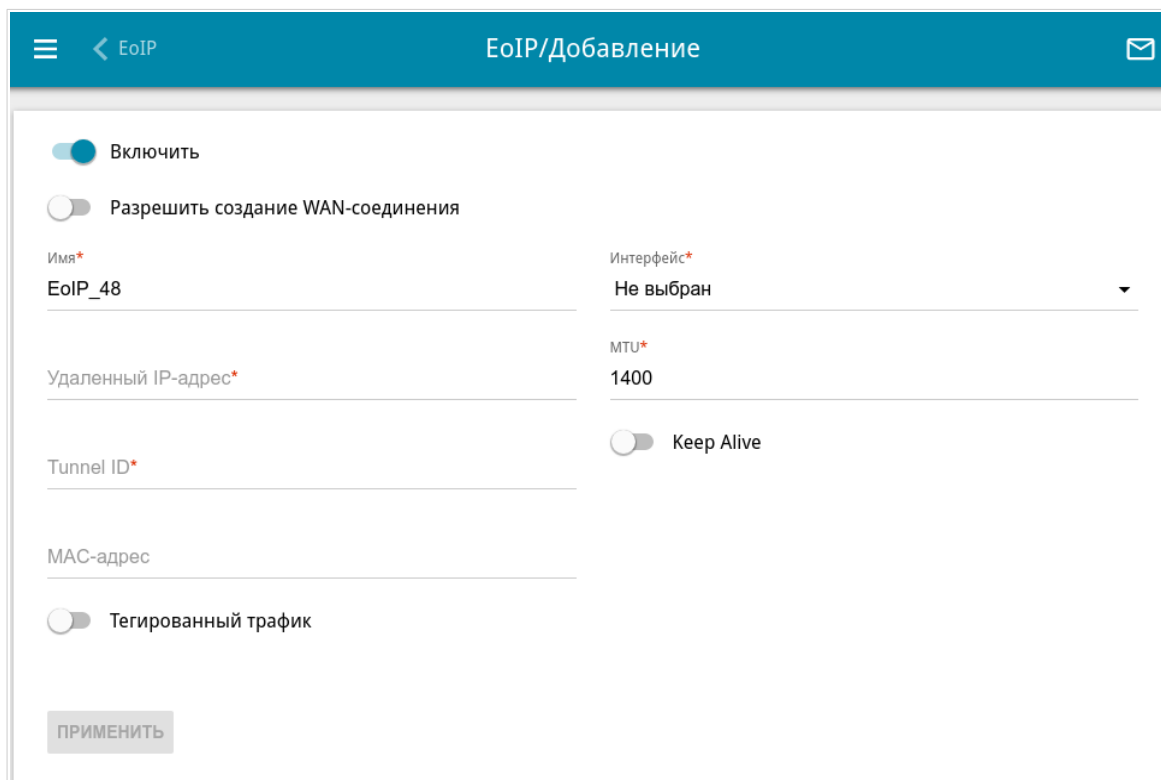 EoIP
EoIP/Добавление
Включить
Разрешить создание WAN-соединения
Имя*
EoIP_48
Интерфейс*
Не выбран
Удаленный IP-адрес*
MTU*
1400
Keep Alive
Tunnel ID*
MAC-адрес
Тегированный трафик
ПРИМЕНИТЬ